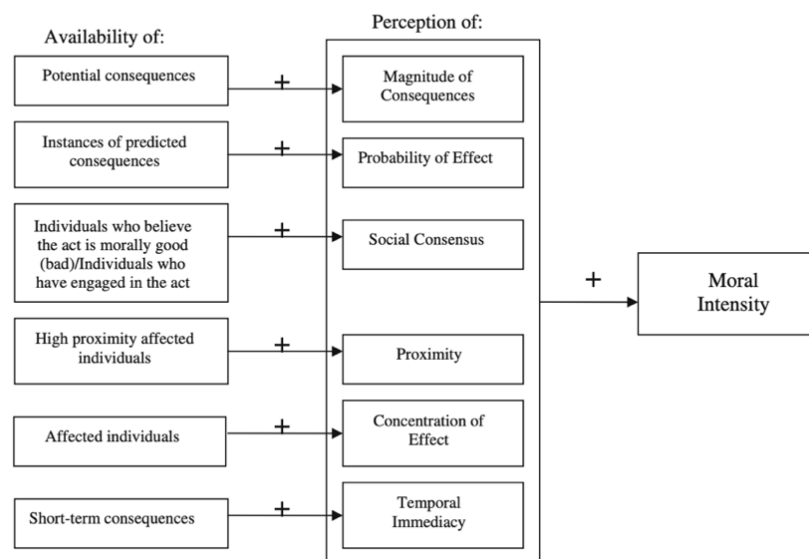 Availability of:
Perception of:
Potential consequences
+
Magnitude of
Consequences
Instances of predicted
consequences
+
Probability of Effect
Individuals who believe
the act is morally good
(bad)/Individuals who
have engaged in the act
+
Social Consensus
+
Moral
Intensity
High proximity affected
individuals
+
Proximity
Affected individuals
+
Concentration of
Effect
Short-term consequences
+
Temporal
Immediacy